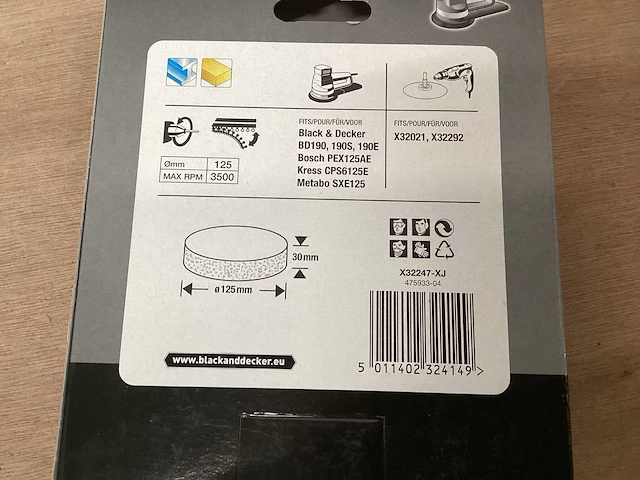 FITS/POUR/FÜR/VOOR
Black & Decker
BD190, 190S, 190E
Bosch PEX125AE
Kress CPS6125E
Metabo SXE125
FITS/POUR/FÜR/VOOR
X32021, X32292
Ømm 125
MAX RPM 3500
30mm
ø125mm
X32247-XJ
475933-04
5 011402 324149 >
www.blackanddecker.eu